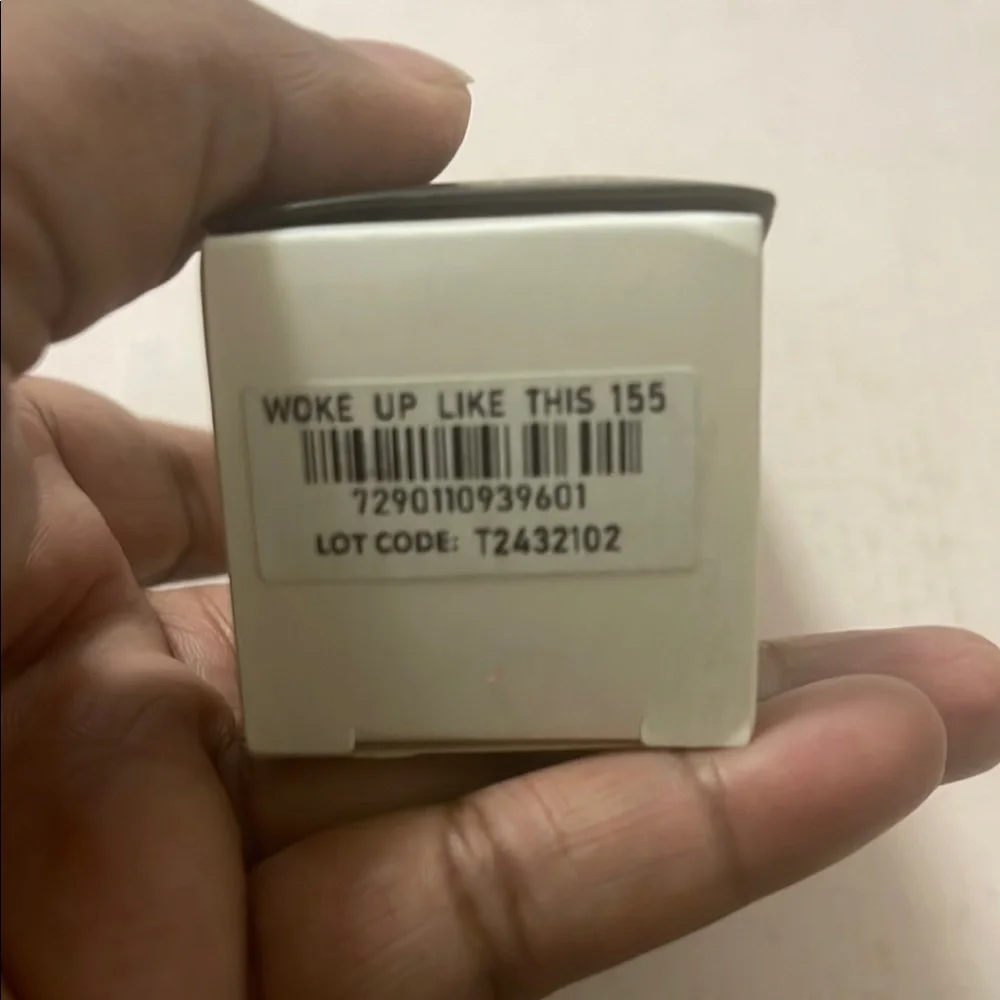 WOKE UP LIKE THIS 155
7290110939601
LOT CODE: T2432102